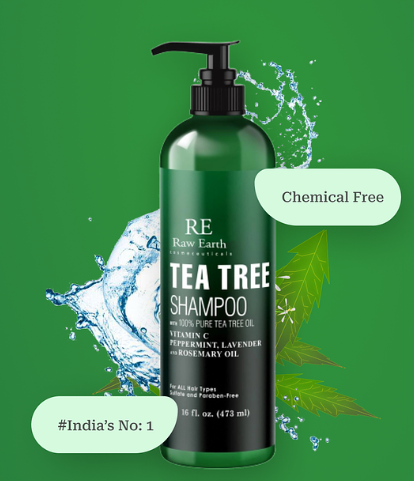 Chemical Free
RE
Raw Earth
cosmaceuticals
TEA TREE
SHAMPOO
WITH 100% PURE TEA TREE OIL
VITAMIN C
PEPPERMINT, LAVENDER
AND ROSEMARY OIL
For ALL Hair Types
Sulfate and Paraben-Free
#India's No: 1
16 fl. oz. (473 ml)